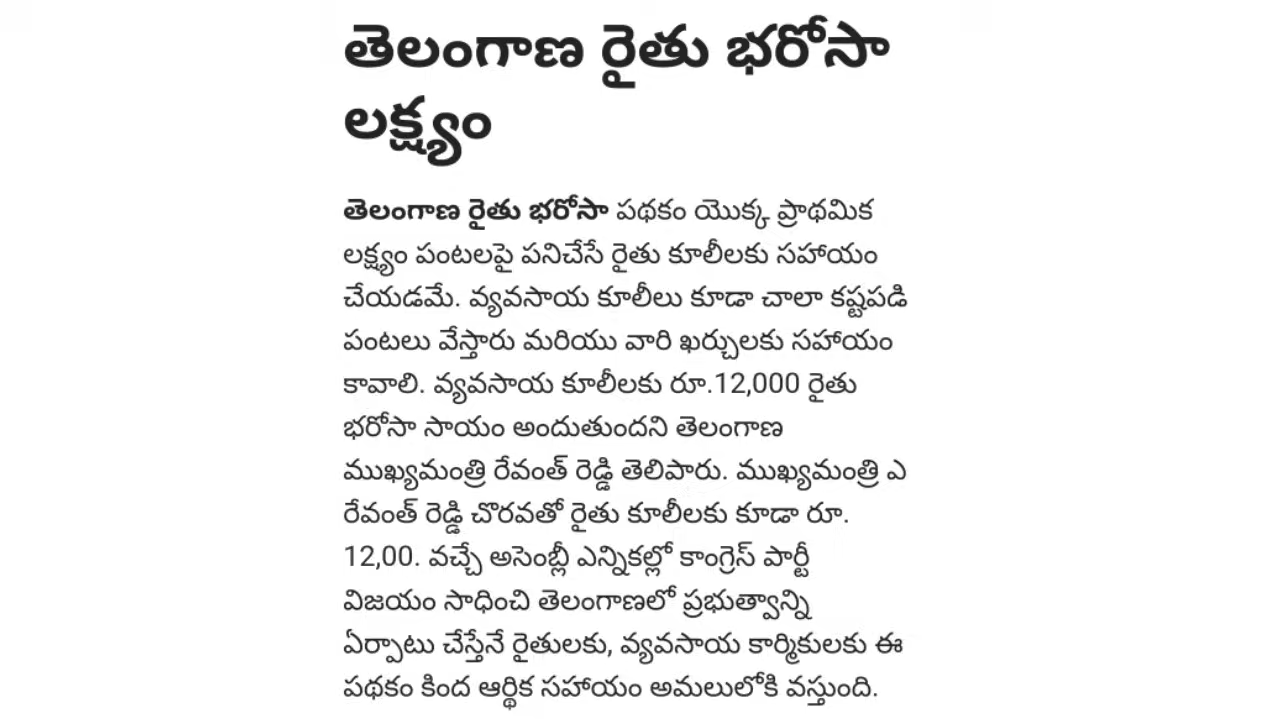 తెలంగాణ రైతు భరోసా
లక్ష్యం
తెలంగాణ రైతు భరోసా పథకం యొక్క ప్రాథమిక
లక్ష్యం పంటలపై పనిచేసే రైతు కూలీలకు సహాయం
చేయడమే. వ్యవసాయ కూలీలు కూడా చాలా కష్టపడి
పంటలు వేస్తారు మరియు వారి ఖర్చులకు సహాయం
కావాలి. వ్యవసాయ కూలీలకు రూ.12,000 రైతు
భరోసా సాయం అందుతుందని తెలంగాణ
ముఖ్యమంత్రి రేవంత్ రెడ్డి తెలిపారు. ముఖ్యమంత్రి ఎ
రేవంత్ రెడ్డి చొరవతో రైతు కూలీలకు కూడా రూ.
12,00. వచ్చే అసెంబ్లీ ఎన్నికల్లో కాంగ్రెస్ పార్టీ
విజయం సాధించి తెలంగాణలో ప్రభుత్వాన్ని
ఏర్పాటు చేస్తేనే రైతులకు, వ్యవసాయ కార్మికులకు ఈ
పథకం కింద ఆర్థిక సహాయం అమలులోకి వస్తుంది.